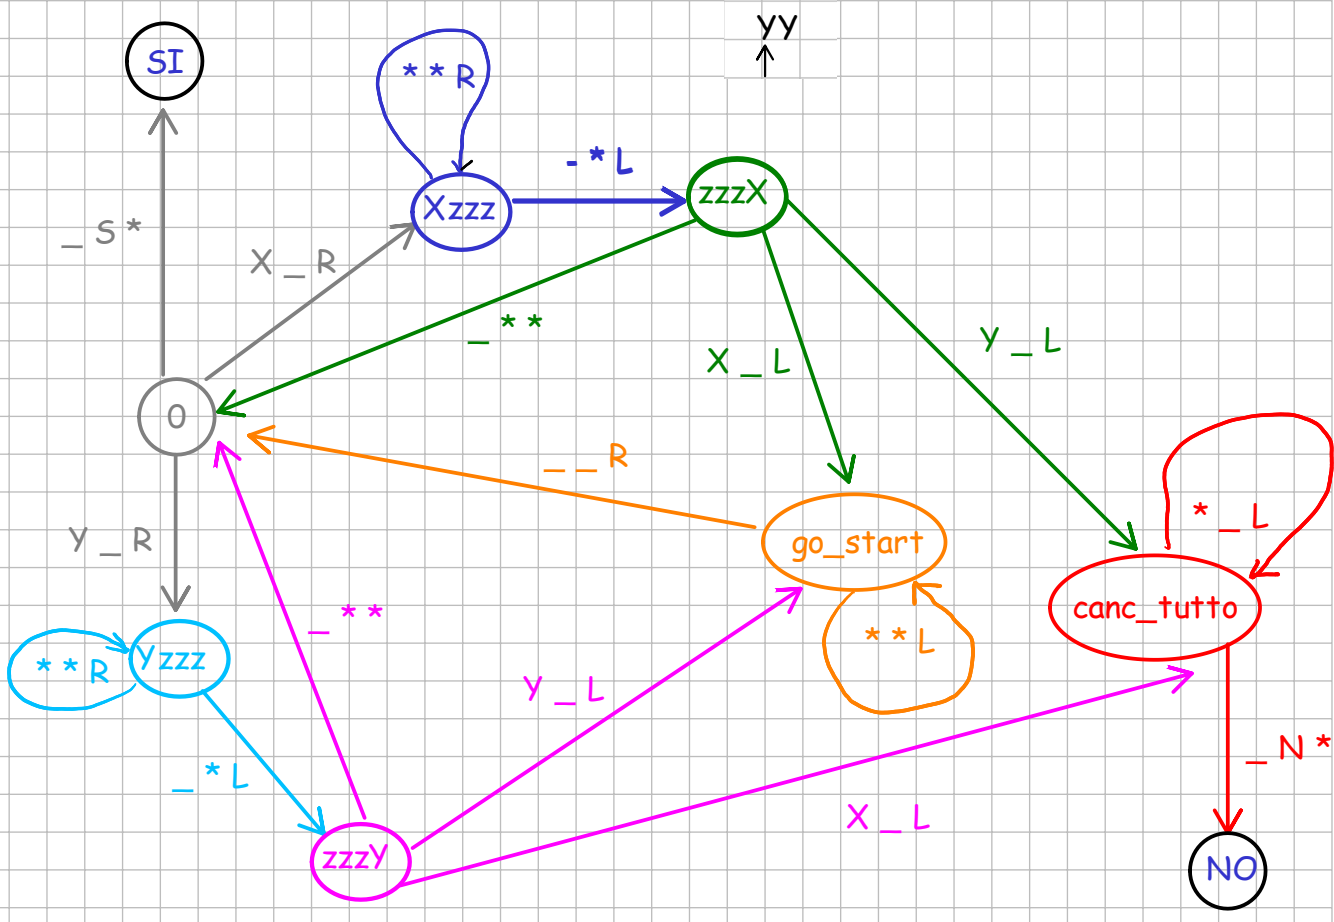 yy
SI
* * R
- * L
zzzX
Xzzz
_ S *
X _ R
_ * *
Y _ L
X _ L
0
_ _ R
* _ L
Y _ R
go_start
canc_tutto
_ * *
* * L
Yzzz
* * R
Y _ L
_ N *
_ * L
X _ L
zzzY
NO